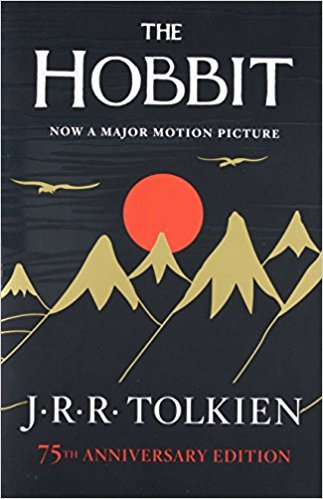 THE
HOBBIT
NOW A MAJOR MOTION PICTURE
J·R·R·TOLKIEN
75TH ANNIVERSARY EDITION